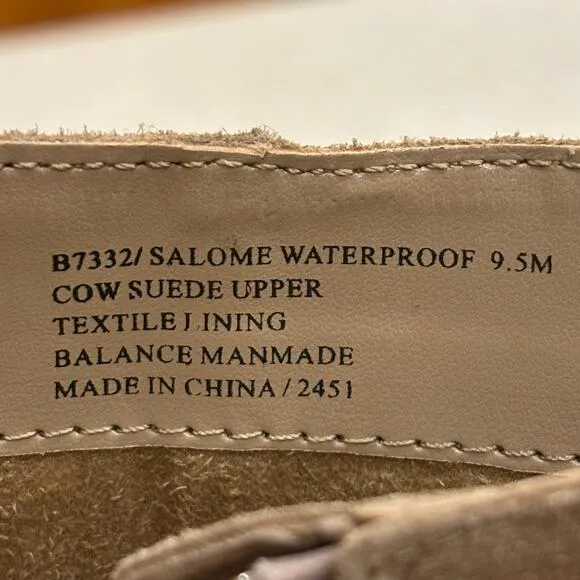 B7332/ SALOME WATERPROOF 9.5M
COW SUEDE UPPER
TEXTILE LINING
BALANCE MANMADE
MADE IN CHINA / 2451